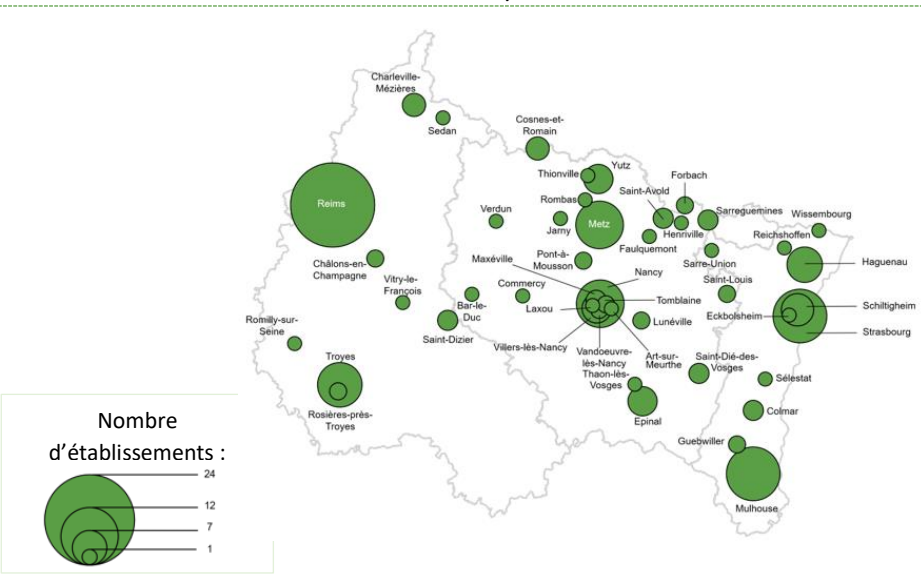 Charleville-
Mézières
Sedan
Cosnes-et-
Romain
Yutz
Thionville
Forbach
Saint-Avold
Rombas
Reims
Metz
Verdun
Jarny
Henriville
Sarreguemines
Wissembourg
Reichshoffen
Faulquemont
Sarre-Union
Haguenau
Maxéville
Pont-à-
Mousson
Châlons-en-
Champagne
Nancy
Saint-Louis
Vitry-le-
François
Commercy
Tomblaine
Schiltigheim
Bar-le-
Duc
Laxou
Lunéville
Eckbolsheim
Strasbourg
Romilly-sur-
Seine
Saint-Dizier
Villers-lès-Nancy
Vandoeuvre-
lès-Nancy
Art-sur-
Meurthe
Saint-Dié-des-
Vosges
Troyes
Thaon-lès-
Vosges
Sélestat
Rosières-près-
Troyes
Epinal
Colmar
Guebwiller
Mulhouse
Nombre
d'établissements :
24
12
7
1